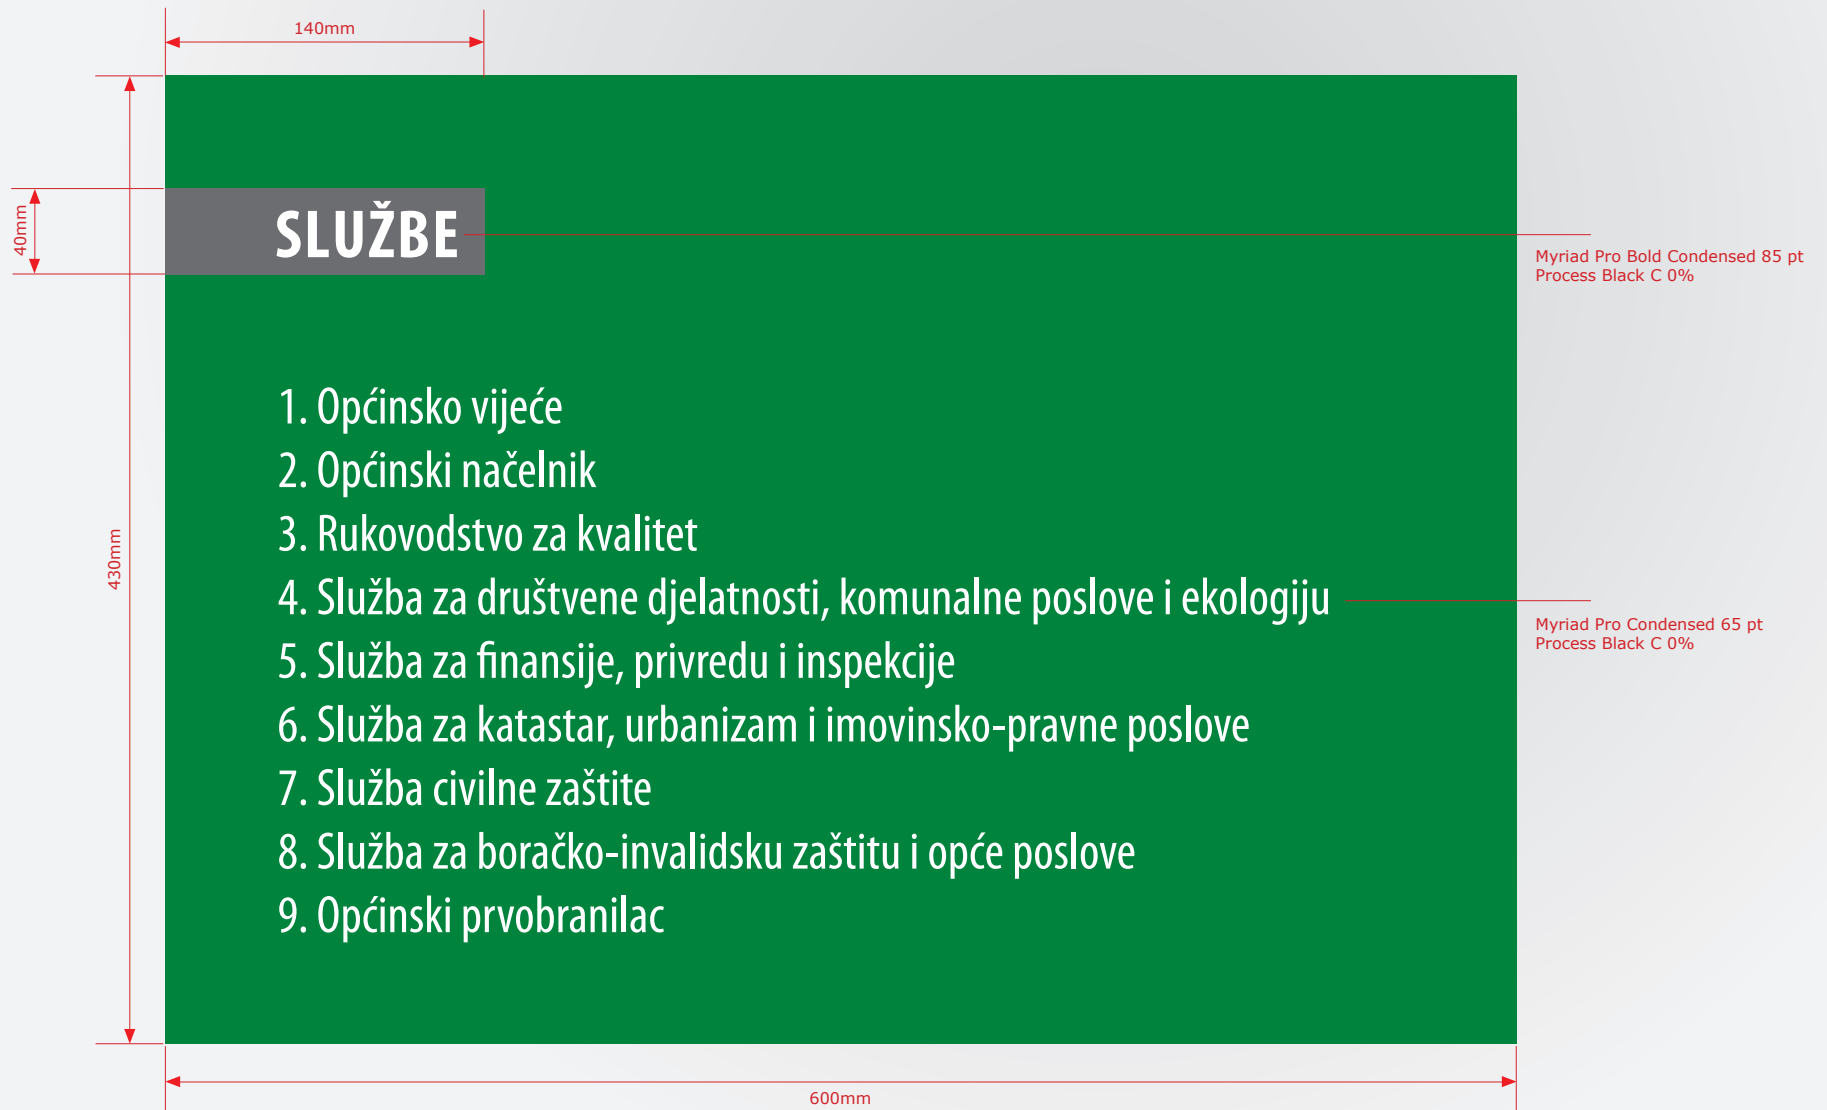 140mm
40mm
SLUŽBE
Myriad Pro Bold Condensed 85 pt
Process Black C 0%
430mm
1. Općinsko vijeće
2. Općinski načelnik
3. Rukovodstvo za kvalitet
4. Služba za društvene djelatnosti, komunalne poslove i ekologiju
Myriad Pro Condensed 65 pt
Process Black C 0%
5. Služba za finansije, privredu i inspekcije
6. Služba za katastar, urbanizam i imovinsko-pravne poslove
7. Služba civilne zaštite
8. Služba za boračko-invalidsku zaštitu i opće poslove
9. Općinski prvobranilac
600mm